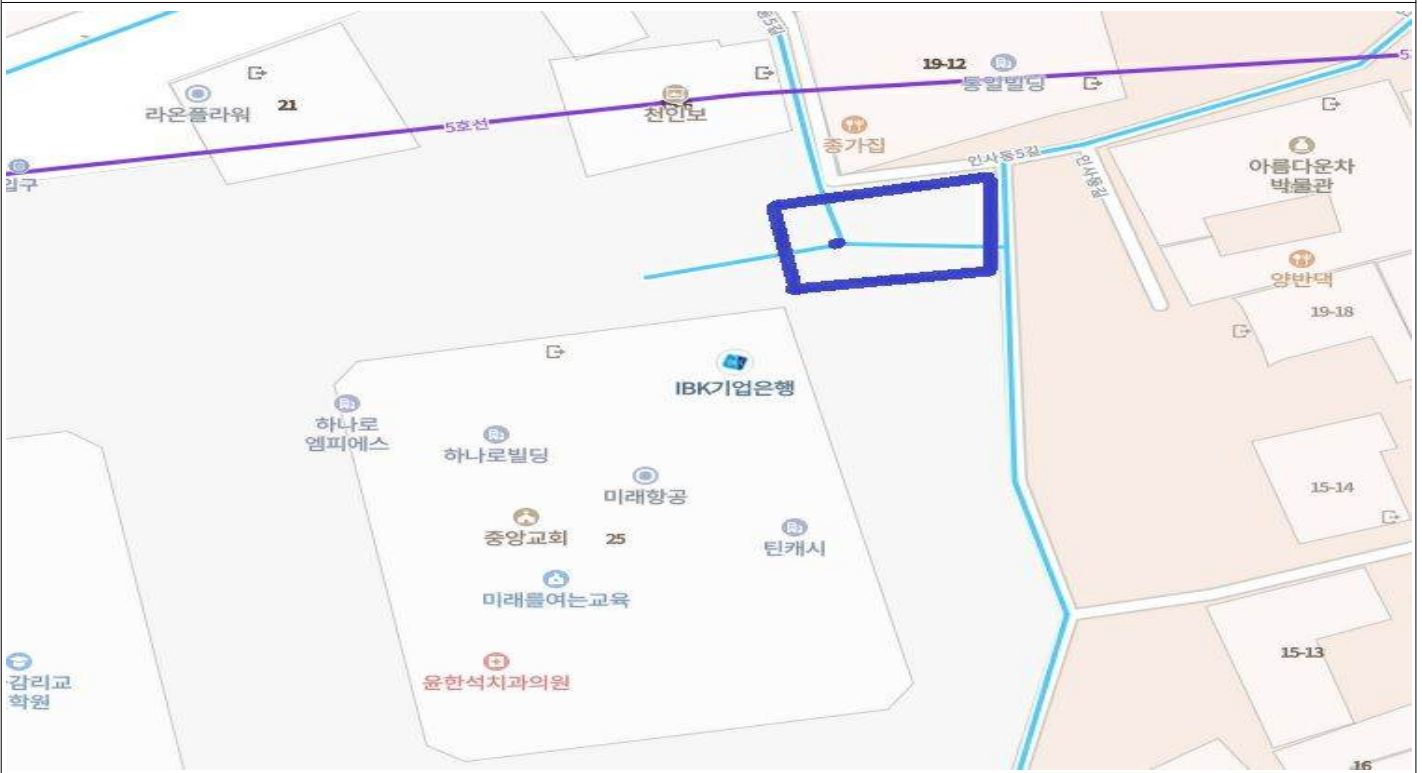 19-12
통일빌딩
라온플라워
21
천인보
5호선
5
종가집
인사동5길
인사동길
아름다운차
박물관
입구
양반댁
19-18
IBK기업은행
하나로
엠피에스
하나로빌딩
미래항공
15-14
중앙교회
25
틴캐시
미래를여는교육
15-13
윤한석치과의원
감리교
학원
16